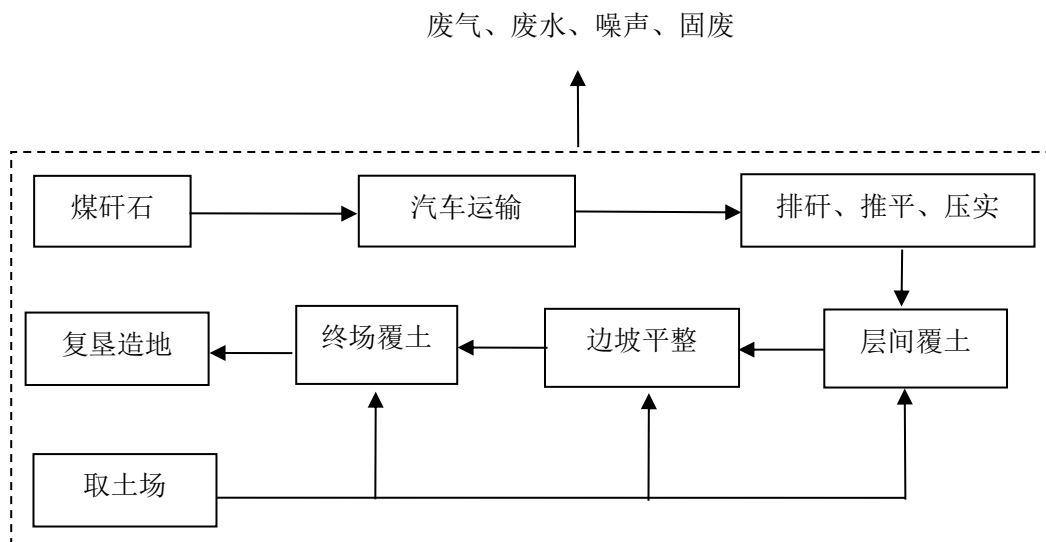 废气、废水、噪声、固废
煤矸石
汽车运输
排矸、推平、压实
复垦造地
终场覆土
边坡平整
层间覆土
取土场